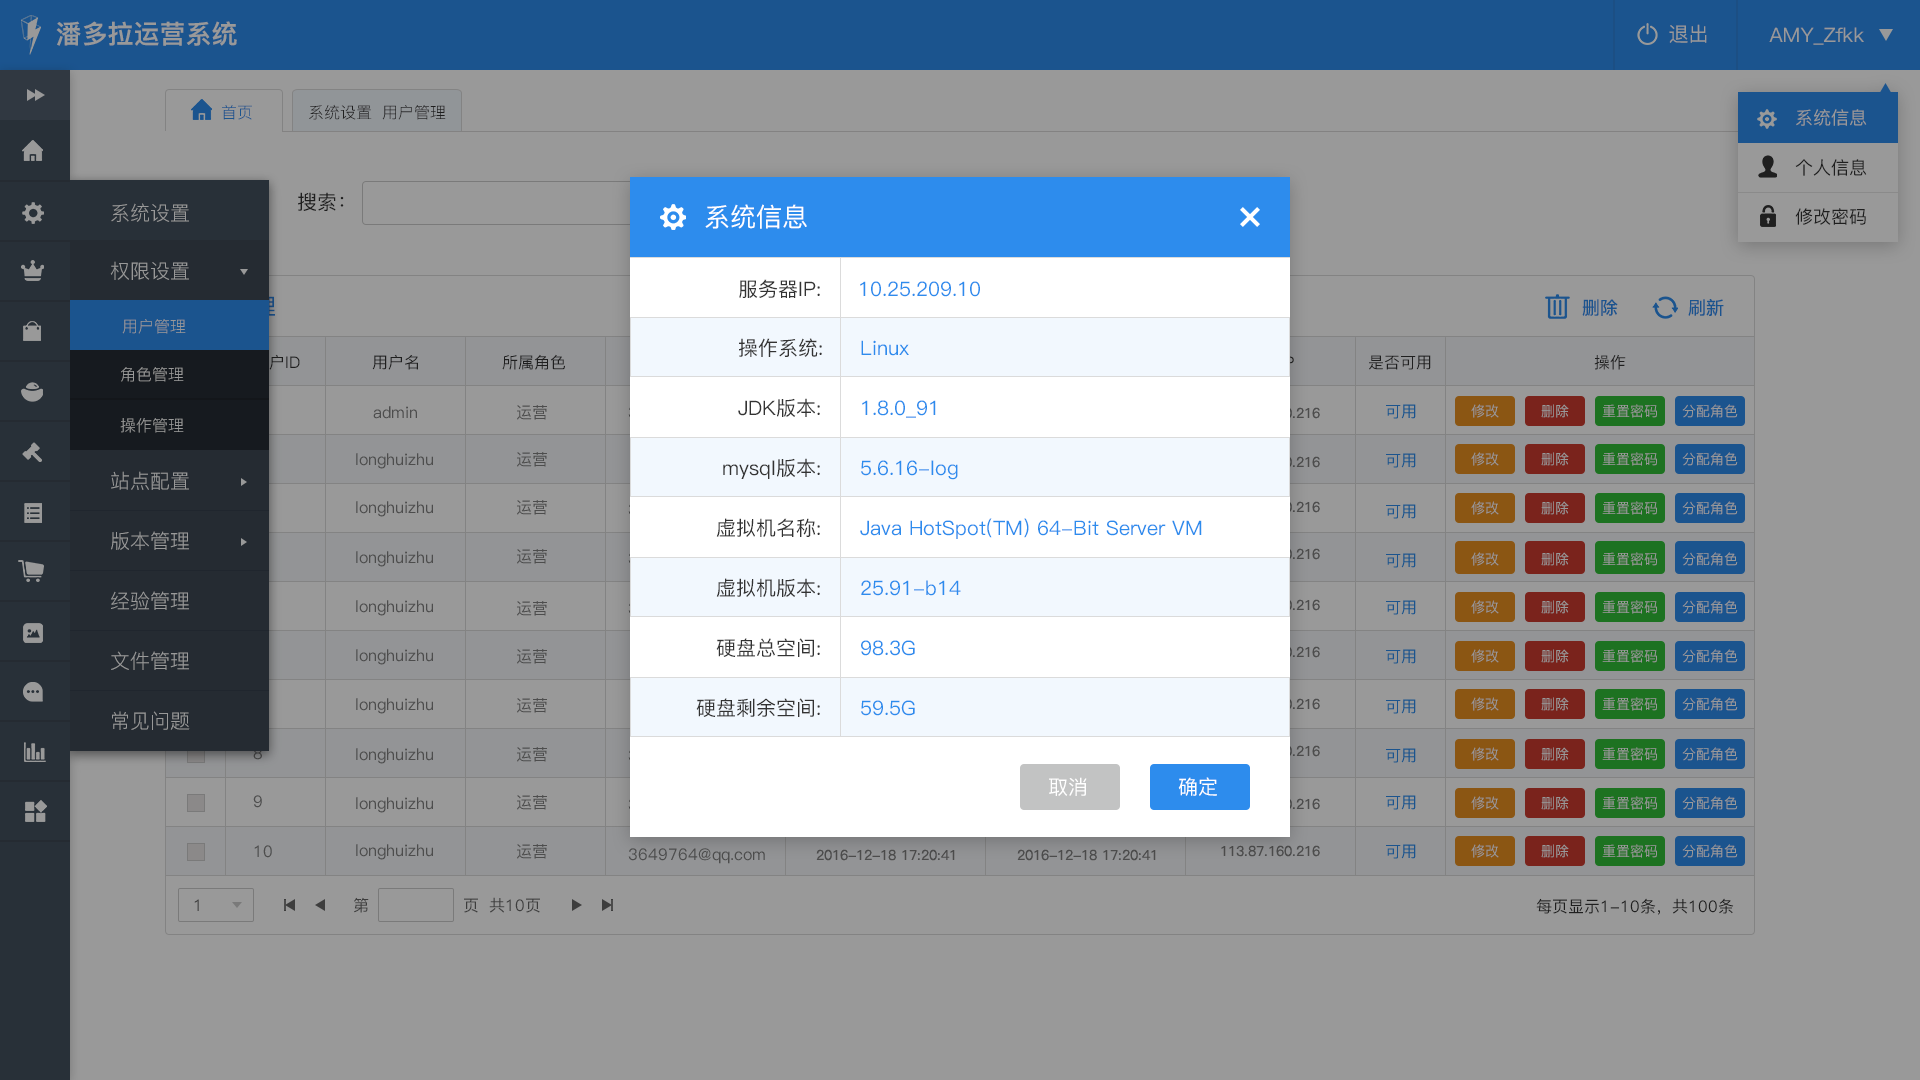 潘多拉运营系统
退出 AMY_Zfkk
首页
系统设置 用户管理
系统信息
个人信息
修改密码
系统设置
权限设置
用户管理
角色管理
操作管理
站点配置
版本管理
经验管理
文件管理
常见问题
搜索：
删除 刷新
户ID 用户名 所属角色 是否可用 操作
admin 运营 .216 可用 修改 删除 重置密码 分配角色
longhuizhu 运营 .216 可用 修改 删除 重置密码 分配角色
longhuizhu 运营 .216 可用 修改 删除 重置密码 分配角色
longhuizhu 运营 .216 可用 修改 删除 重置密码 分配角色
longhuizhu 运营 .216 可用 修改 删除 重置密码 分配角色
longhuizhu 运营 .216 可用 修改 删除 重置密码 分配角色
longhuizhu 运营 .216 可用 修改 删除 重置密码 分配角色
8 longhuizhu 运营 .216 可用 修改 删除 重置密码 分配角色
9 longhuizhu 运营 .216 可用 修改 删除 重置密码 分配角色
10 longhuizhu 运营 3649764@qq.com 2016-12-18 17:20:41 2016-12-18 17:20:41 113.87.160.216 可用 修改 删除 重置密码 分配角色
1 第 页 共10页 每页显示1-10条，共100条
系统信息
服务器IP: 10.25.209.10
操作系统: Linux
JDK版本: 1.8.0_91
mysql版本: 5.6.16-log
虚拟机名称: Java HotSpot(TM) 64-Bit Server VM
虚拟机版本: 25.91-b14
硬盘总空间: 98.3G
硬盘剩余空间: 59.5G
取消 确定